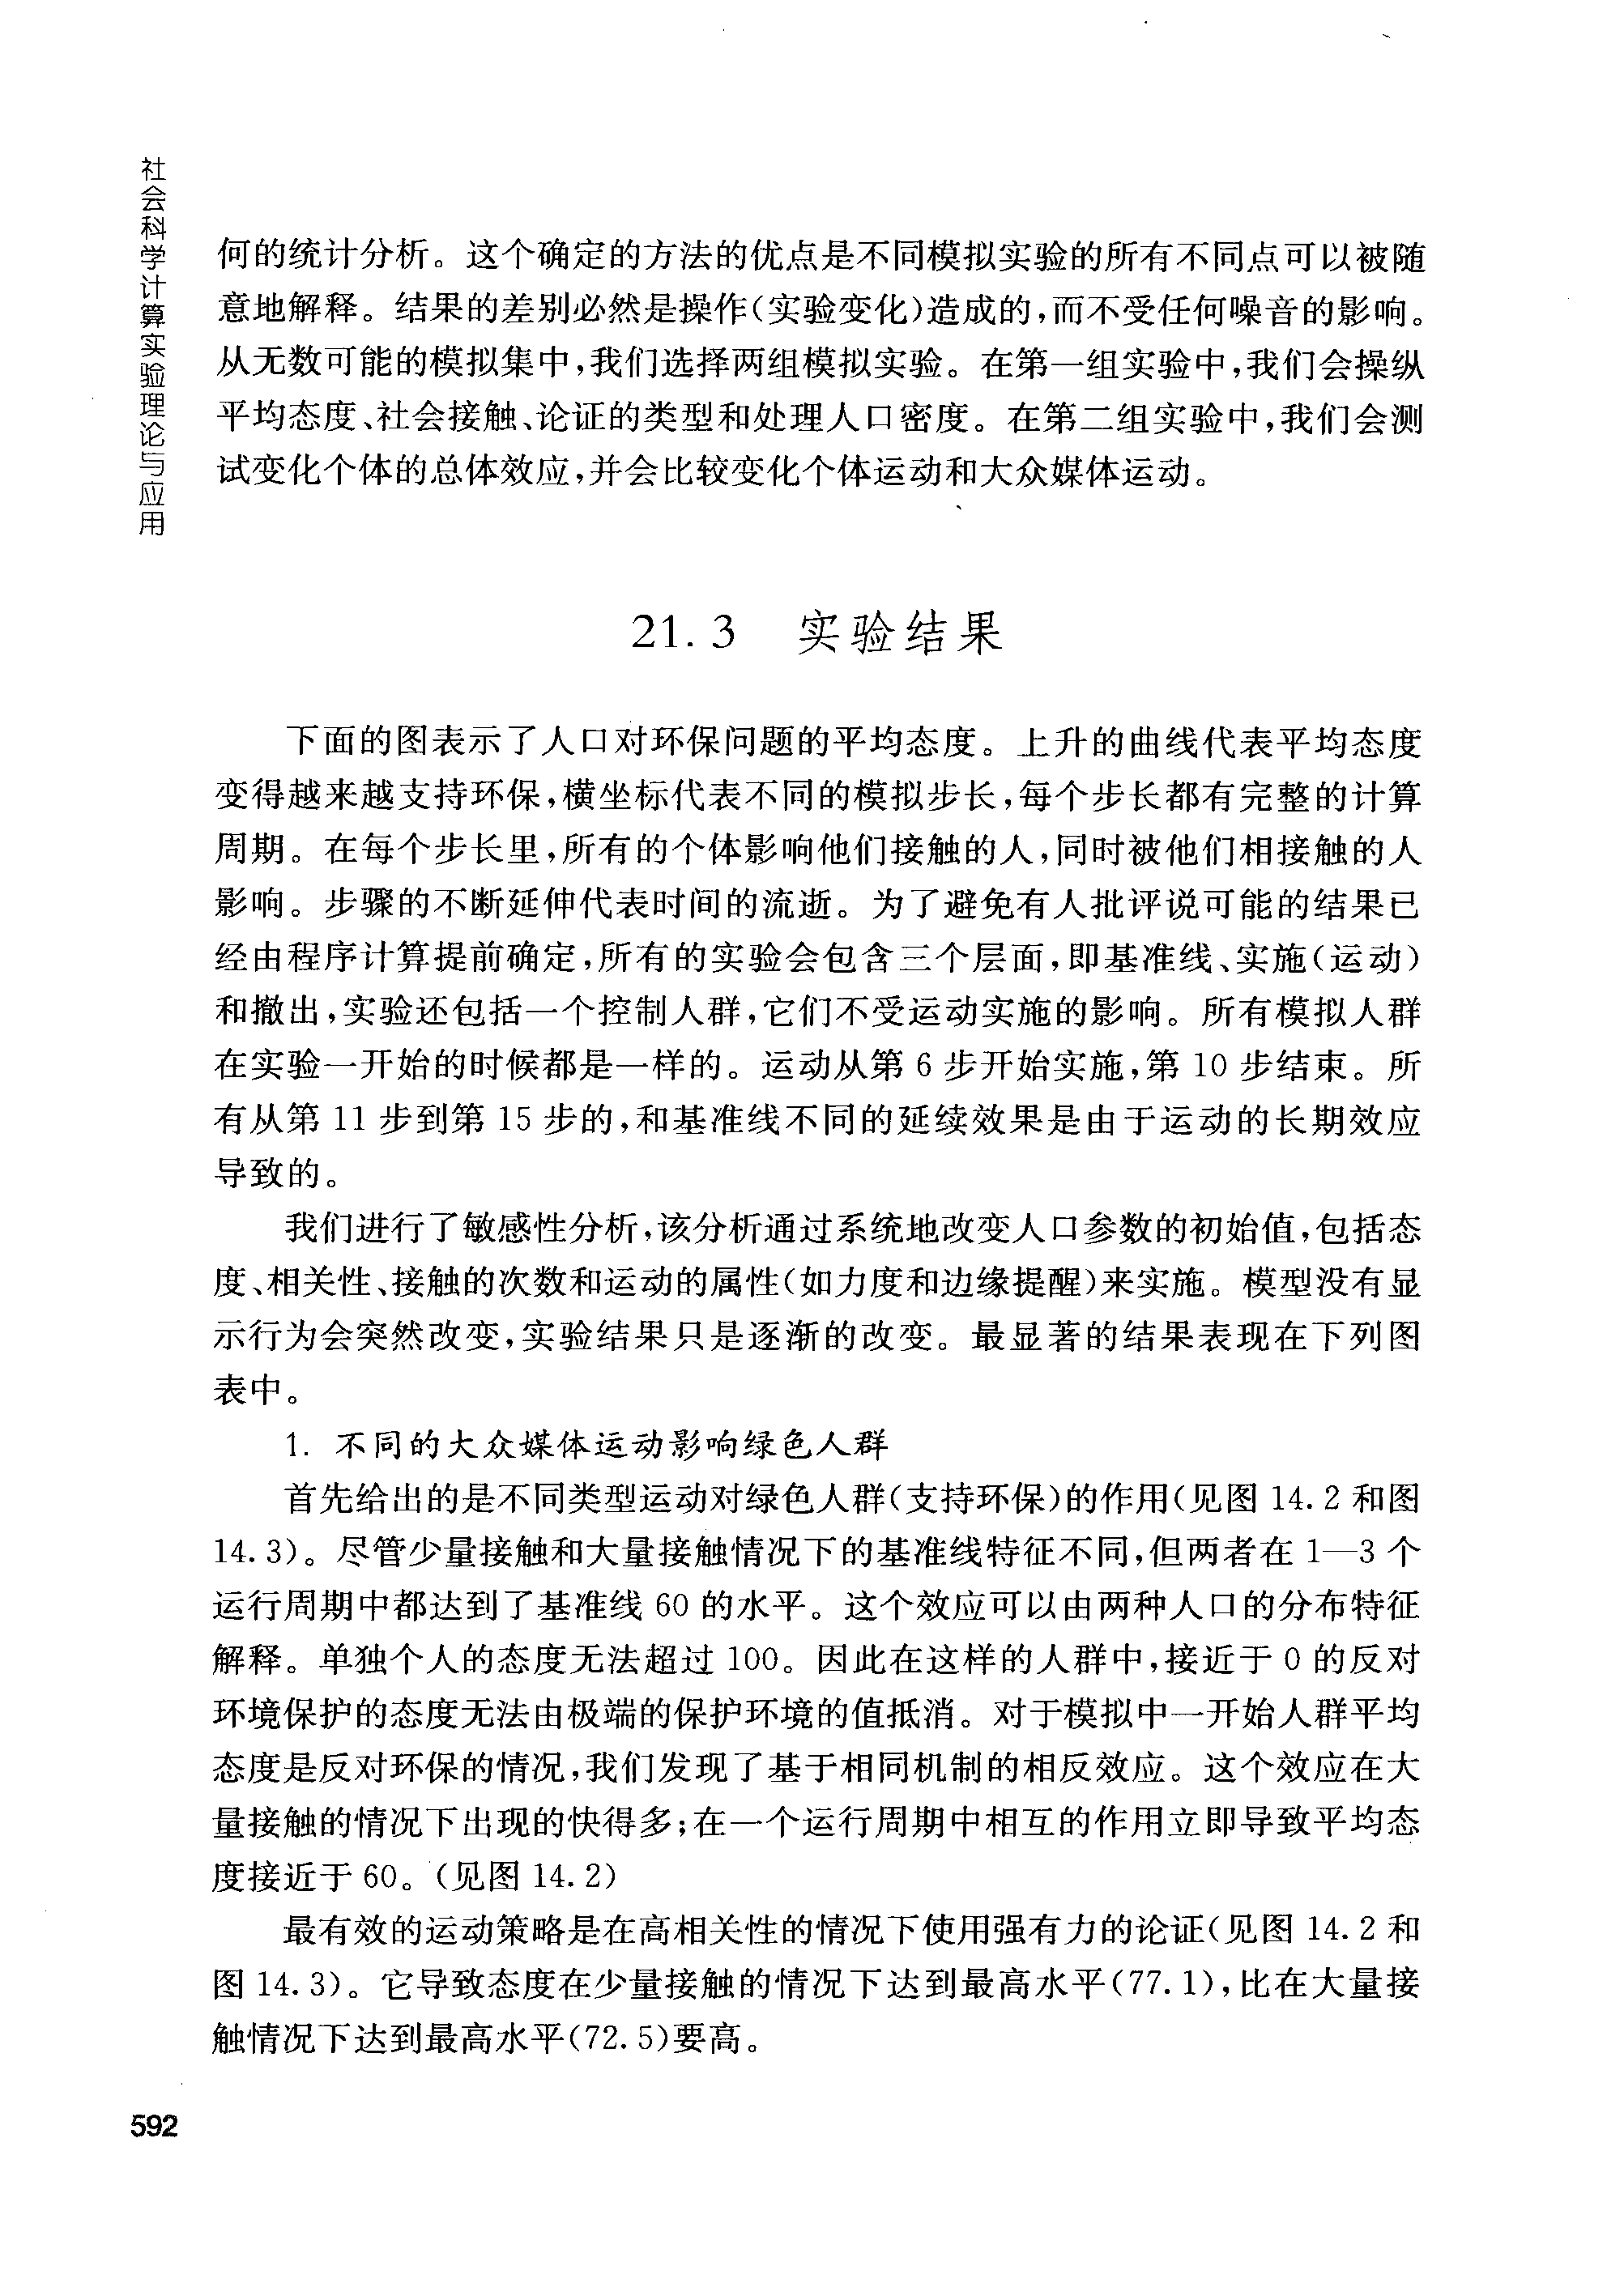 社会科学计算实验理论与应用
何的统计分析。这个确定的方法的优点是不同模拟实验的所有不同点可以被随
意地解释。结果的差别必然是操作(实验变化)造成的,而不受任何噪音的影响。
从无数可能的模拟集中,我们选择两组模拟实验。在第一组实验中,我们会操纵
平均态度、社会接触、论证的类型和处理人口密度。在第二组实验中,我们会测
试变化个体的总体效应,并会比较变化个体运动和大众媒体运动。
21.3 实验结果
下面的图表示了人口对环保问题的平均态度。上升的曲线代表平均态度
变得越来越支持环保,横坐标代表不同的模拟步长,每个步长都有完整的计算
周期。在每个步长里,所有的个体影响他们接触的人,同时被他们相接触的人
影响。步骤的不断延伸代表时间的流逝。为了避免有人批评说可能的结果已
经由程序计算提前确定,所有的实验会包含三个层面,即基准线、实施(运动)
和撤出,实验还包括一个控制人群,它们不受运动实施的影响。所有模拟人群
在实验一开始的时候都是一样的。运动从第 6 步开始实施,第 10 步结束。所
有从第 11 步到第 15 步的,和基准线不同的延续效果是由于运动的长期效应
导致的。
我们进行了敏感性分析,该分析通过系统地改变人口参数的初始值,包括态
度、相关性、接触的次数和运动的属性(如力度和边缘提醒)来实施。模型没有显
示行为会突然改变,实验结果只是逐渐的改变。最显著的结果表现在下列图
表中。
1. 不同的大众媒体运动影响绿色人群
首先给出的是不同类型运动对绿色人群(支持环保)的作用(见图 14.2 和图
14.3)。尽管少量接触和大量接触情况下的基准线特征不同,但两者在 1—3 个
运行周期中都达到了基准线 60 的水平。这个效应可以由两种人口的分布特征
解释。单独个人的态度无法超过 100。因此在这样的人群中,接近于 0 的反对
环境保护的态度无法由极端的保护环境的值抵消。对于模拟中一开始人群平均
态度是反对环保的情况,我们发现了基于相同机制的相反效应。这个效应在大
量接触的情况下出现的快得多;在一个运行周期中相互的作用立即导致平均态
度接近于 60。(见图 14.2)
最有效的运动策略是在高相关性的情况下使用强有力的论证(见图 14.2 和
图 14.3)。它导致态度在少量接触的情况下达到最高水平(77.1),比在大量接
触情况下达到最高水平(72.5)要高。
592